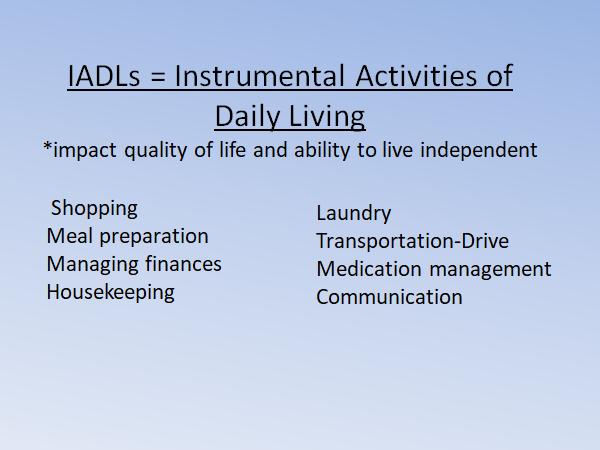 IADLs = Instrumental Activities of
Daily Living
*impact quality of life and ability to live independent
Shopping
Meal preparation
Managing finances
Housekeeping
Laundry
Transportation-Drive
Medication management
Communication